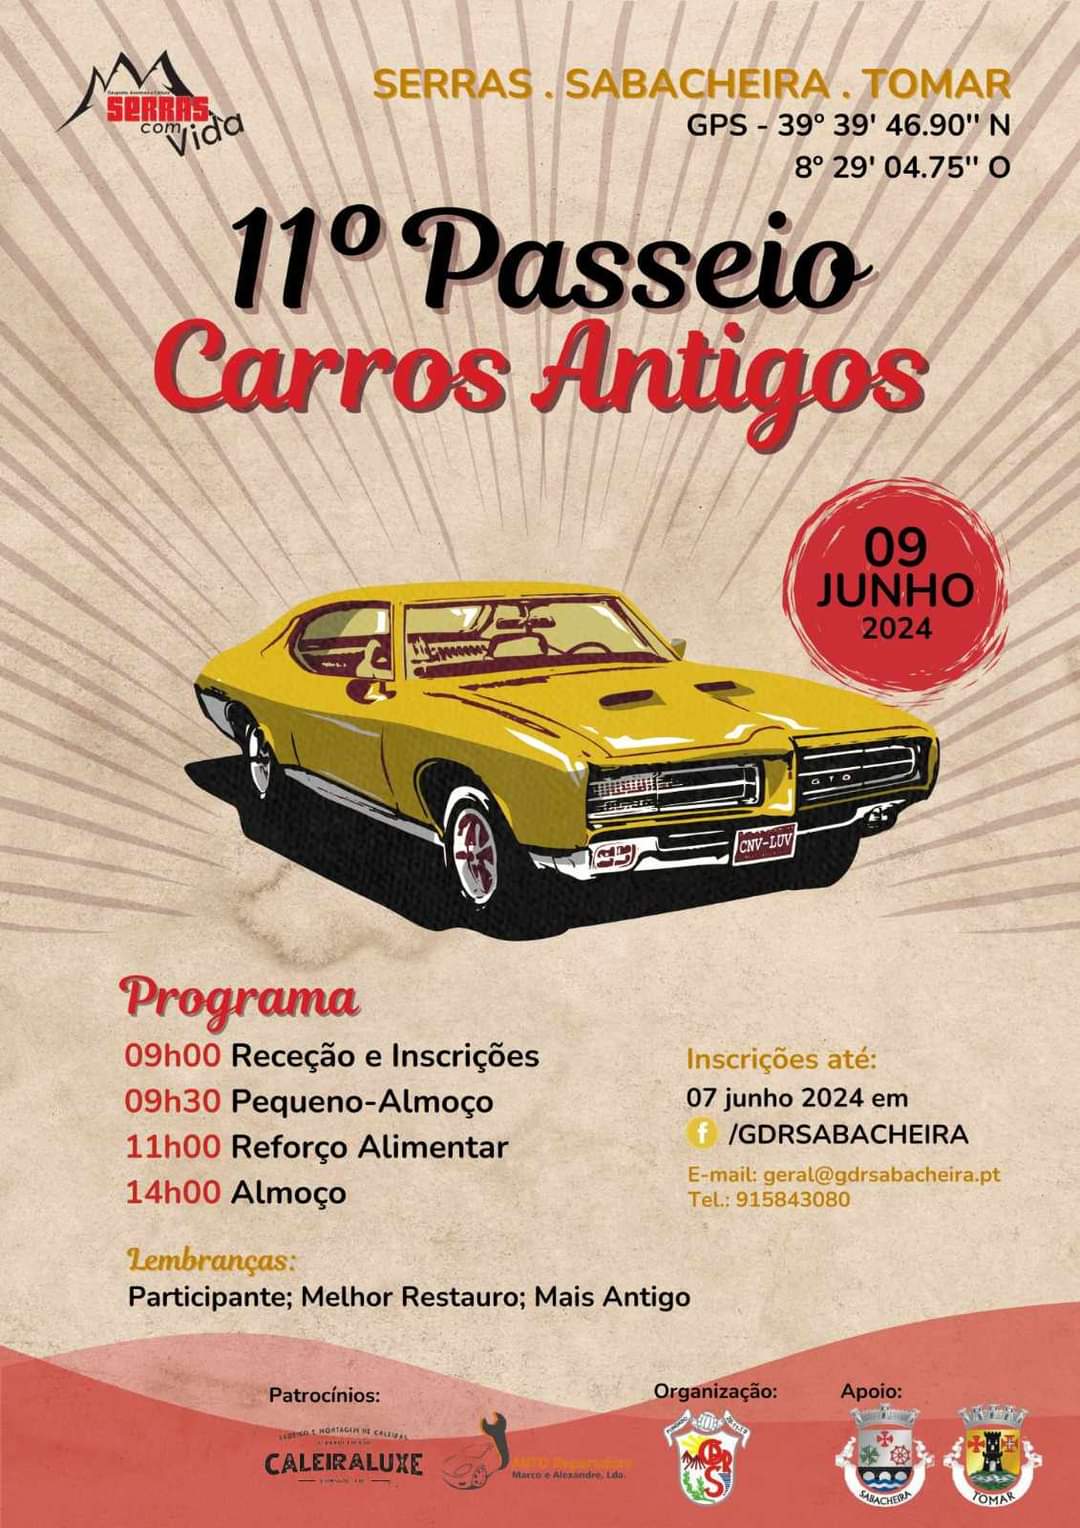 SERRAS
com Vida
SERRAS . SABACHEIRA . TOMAR
GPS - 39º 39' 46.90'' N
8º 29' 04.75'' O
11º Passeio
Carros Antigos
09
JUNHO
2024
GTO
CNV-LUV
Programa
09h00 Receção e Inscrições
09h30 Pequeno-Almoço
11h00 Reforço Alimentar
14h00 Almoço
Inscrições até:
07 junho 2024 em
f /GDRSABACHEIRA
E-mail: geral@gdrsabacheira.pt
Tel.: 915843080
Lembranças:
Participante; Melhor Restauro; Mais Antigo
Patrocínios:
CALEIRALUXE
AUTO Reparadora
Marco e Alexandre, Lda.
Organização:
GDRS
Apoio:
SABACHEIRA
TOMAR